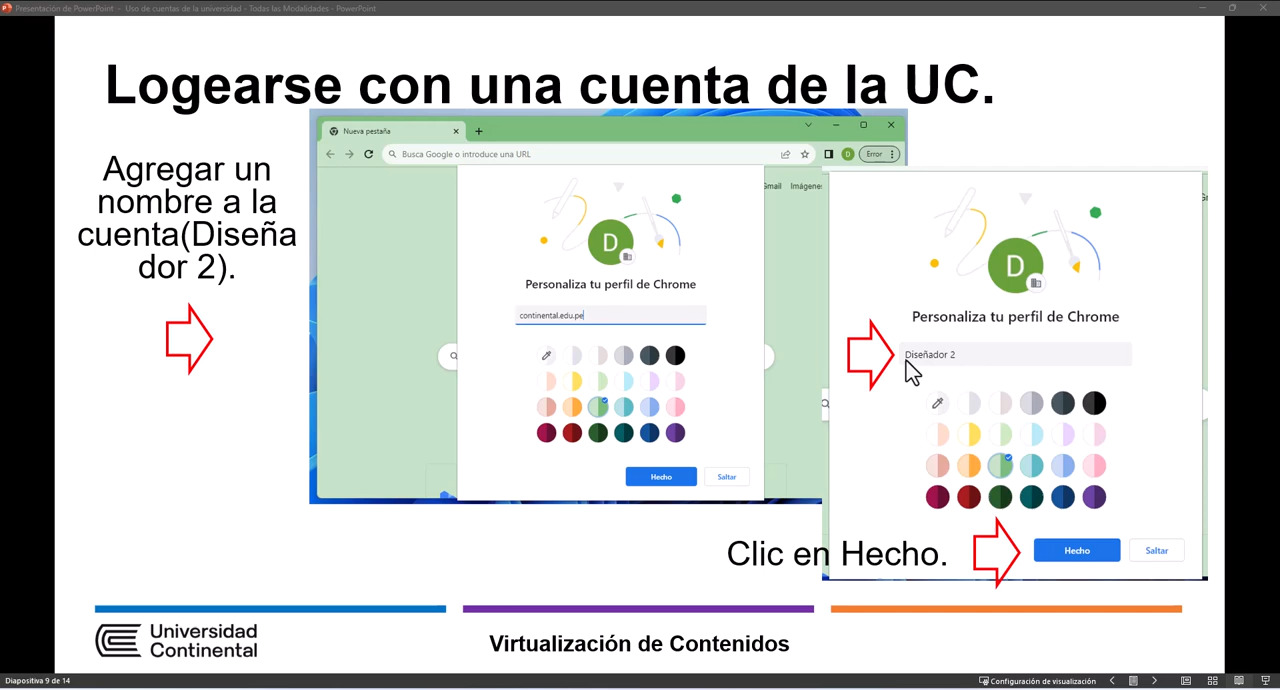 Presentación de PowerPoint - Uso de cuentas de la universidad - Todas las Modalidades - PowerPoint
Logearse con una cuenta de la UC.
Agregar un
nombre a la
cuenta(Diseña
dor 2).
Nueva pestaña
Busca Google o introduce una URL
D
Error
Gmail
Imágenes
D
Personaliza tu perfil de Chrome
continental.edu.pe
Hecho
Saltar
D
Personaliza tu perfil de Chrome
Diseñador 2
Hecho
Saltar
Clic en Hecho.
Universidad
Continental
Virtualización de Contenidos
Diapositiva 9 de 14
Configuración de visualización